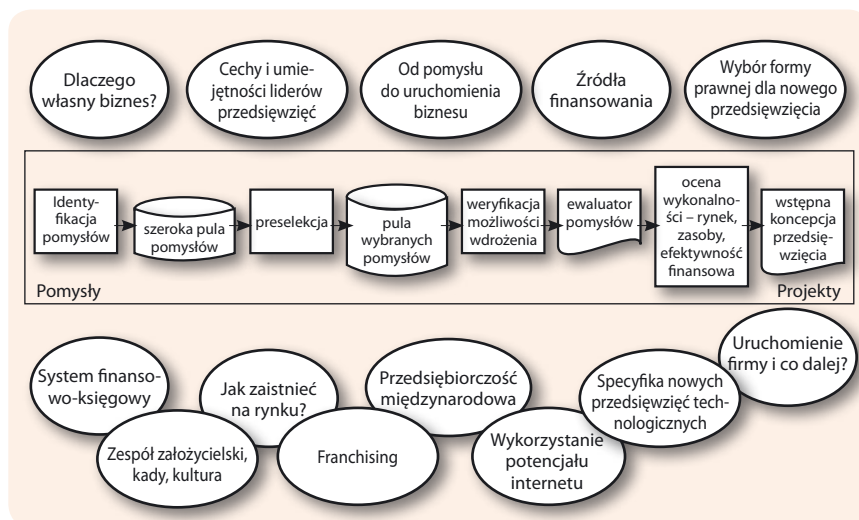 Dlaczego
własny biznes?
Cechy i umie-
jętności liderów
przedsięwzięć
Od pomysłu
do uruchomienia
biznesu
Źródła
finansowania
Wybór formy
prawnej dla nowego
przedsięwzięcia
Identy-
fikacja
pomysłów
szeroka pula
pomysłów
preselekcja
pula
wybranych
pomysłów
weryfikacja
możliwości
wdrożenia
ewaluator
pomysłów
ocena
wykonalno-
ści – rynek,
zasoby,
efektywność
finansowa
wstępna
koncepcja
przedsię-
wzięcia
Pomysły
Projekty
System finanso-
wo-księgowy
Zespół założycielski,
kady, kultura
Jak zaistnieć
na rynku?
Franchising
Przedsiębiorczość
międzynarodowa
Wykorzystanie
potencjału
internetu
Specyfika nowych
przedsięwzięć tech-
nologicznych
Uruchomienie
firmy i co dalej?